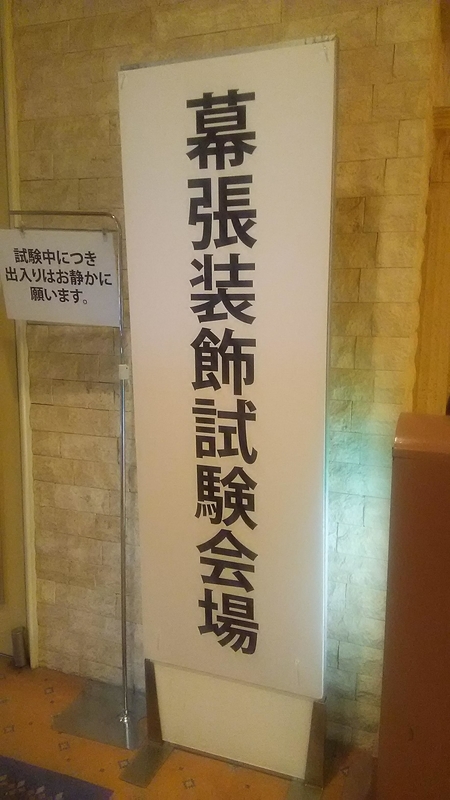 幕張装飾試験会場
試験中につき
出入りはお静かに
願います。